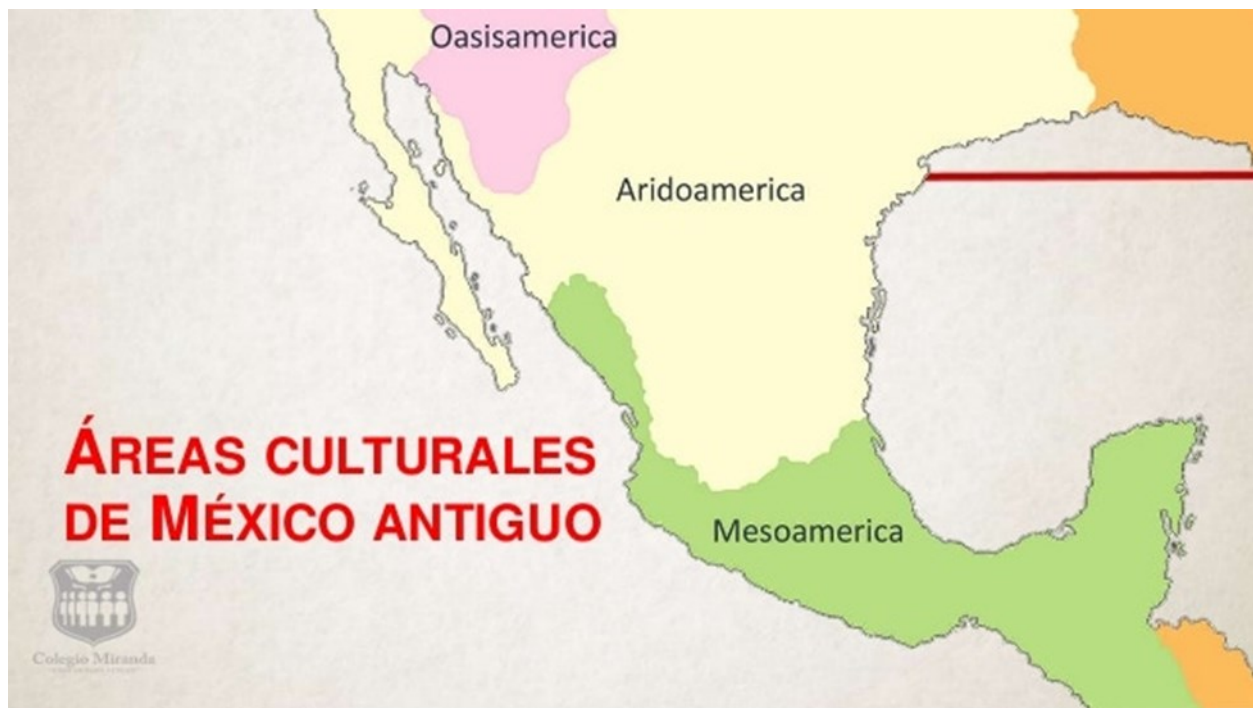 Oasisamerica
Aridoamerica
ÁREAS CULTURALES
DE MÉXICO ANTIGUO
Mesoamerica
Colegio Miranda